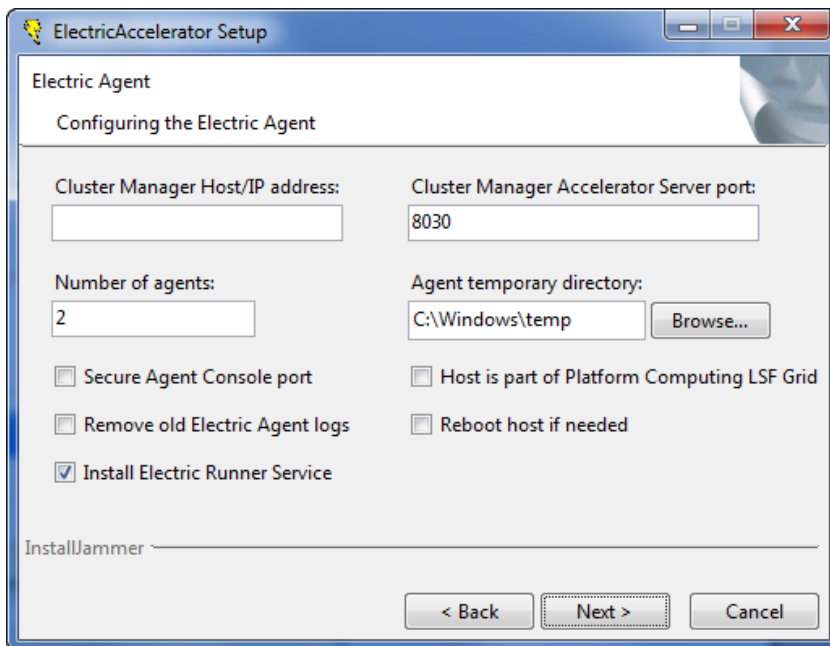 ElectricAccelerator Setup
Electric Agent
Configuring the Electric Agent
Cluster Manager Host/IP address:
Cluster Manager Accelerator Server port:
8030
Number of agents:
Agent temporary directory:
2
C:\Windows\temp
Browse...
Secure Agent Console port
Host is part of Platform Computing LSF Grid
Remove old Electric Agent logs
Reboot host if needed
Install Electric Runner Service
InstallJammer
< Back
Next >
Cancel